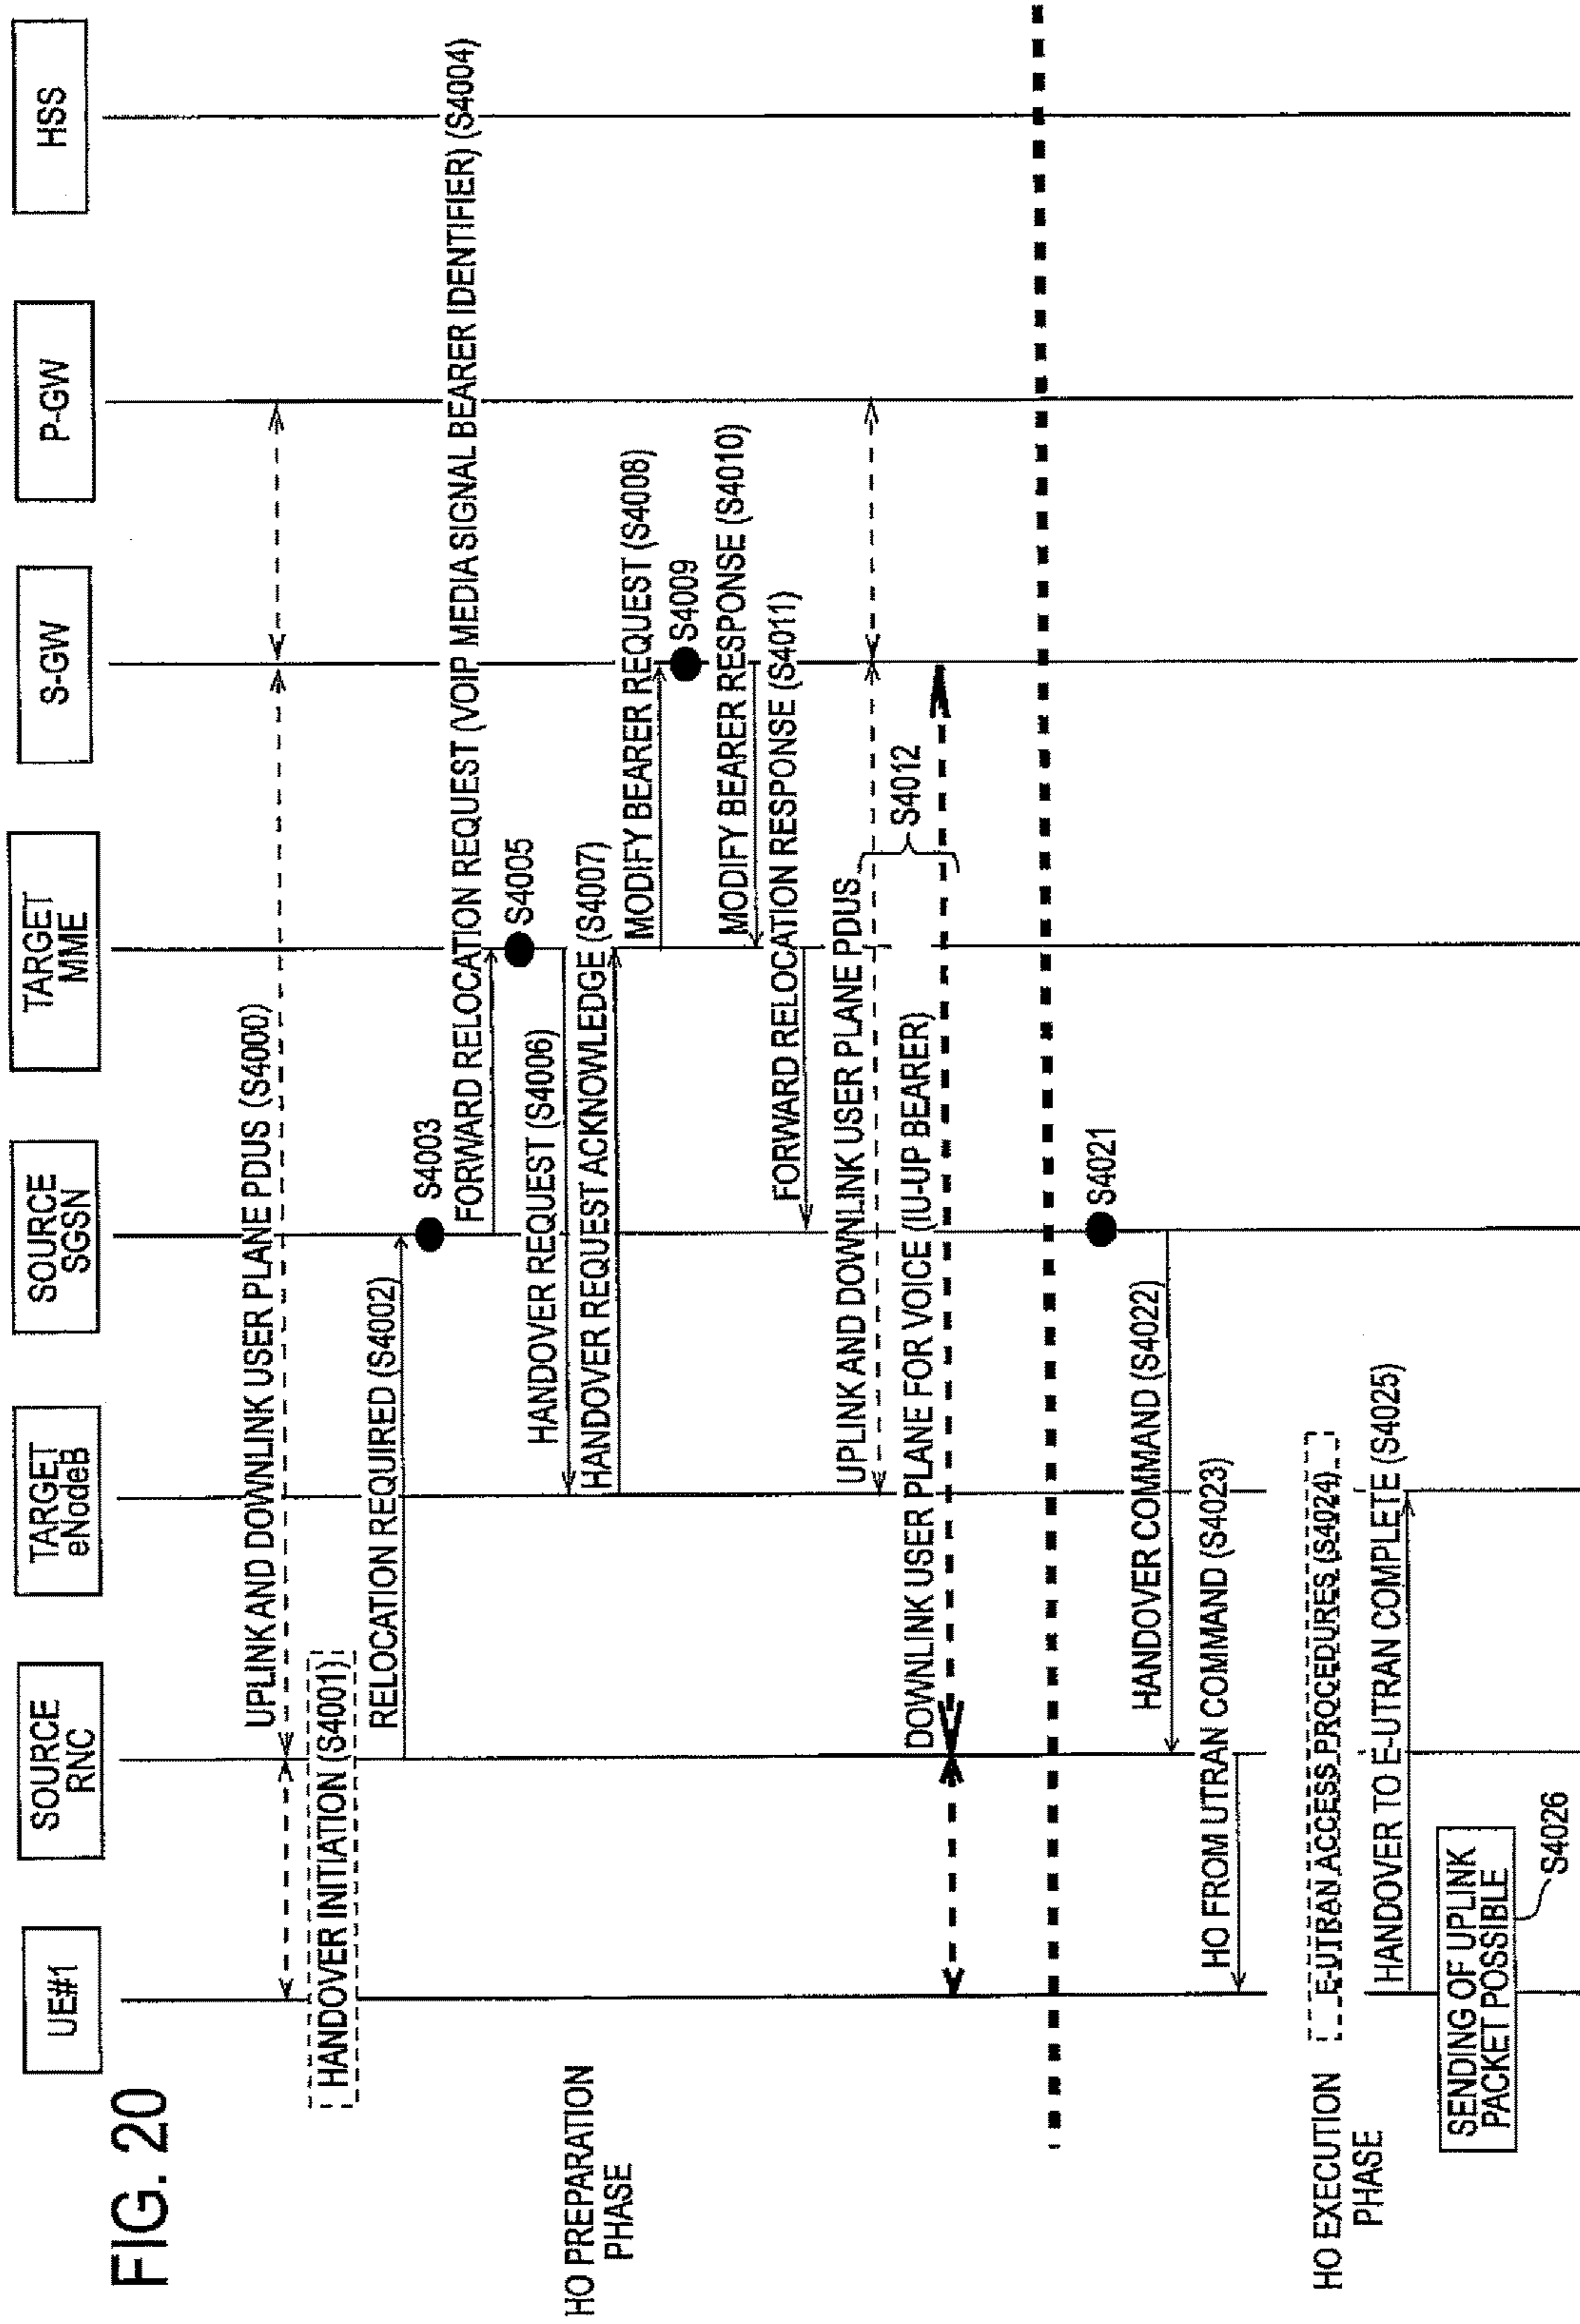 FIG. 20
UE#1
SOURCE
RNC
TARGET
eNodeB
SOURCE
SGSN
TARGET
MME
S-GW
P-GW
HSS
UPLINK AND DOWNLINK USER PLANE PDUS (S4000)
HANDOVER INITIATION (S4001)
RELOCATION REQUIRED (S4002)
S4003
FORWARD RELOCATION REQUEST (VOIP MEDIA SIGNAL BEARER IDENTIFIER) (S4004)
S4005
HANDOVER REQUEST (S4006)
HANDOVER REQUEST ACKNOWLEDGE (S4007)
HO PREPARATION
PHASE
MODIFY BEARER REQUEST (S4008)
S4009
MODIFY BEARER RESPONSE (S4010)
FORWARD RELOCATION RESPONSE (S4011)
UPLINK AND DOWNLINK USER PLANE PDUS
S4012
DOWNLINK USER PLANE FOR VOICE (IU-UP BEARER)
S4021
HANDOVER COMMAND (S4022)
HO FROM UTRAN COMMAND (S4023)
HO EXECUTION
PHASE
E-UTRAN ACCESS PROCEDURES (S4024)
HANDOVER TO E-UTRAN COMPLETE (S4025)
SENDING OF UPLINK
PACKET POSSIBLE
S4026